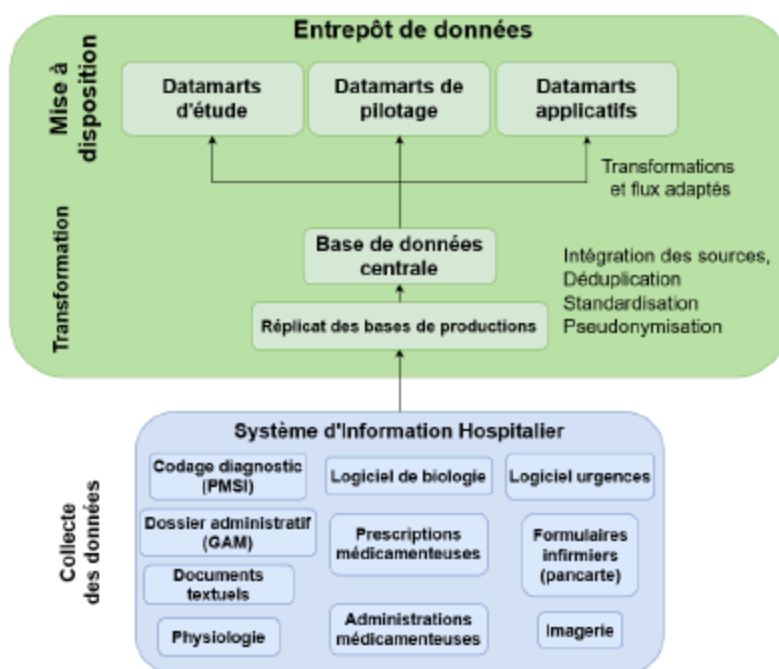 Entrepôt de données
Mise à
disposition
Datamarts
d'étude
Datamarts de
pilotage
Datamarts
applicatifs
Transformations
et flux adaptés
Transformation
Base de données
centrale
Intégration des sources,
Déduplication
Standardisation
Pseudonymisation
Réplicat des bases de productions
Système d'Information Hospitalier
Collecte
des données
Codage diagnostic
(PMSI)
Logiciel de biologie
Logiciel urgences
Dossier administratif
(GAM)
Prescriptions
médicamenteuses
Formulaires
infirmiers
(pancarte)
Documents
textuels
Physiologie
Administrations
médicamenteuses
Imagerie